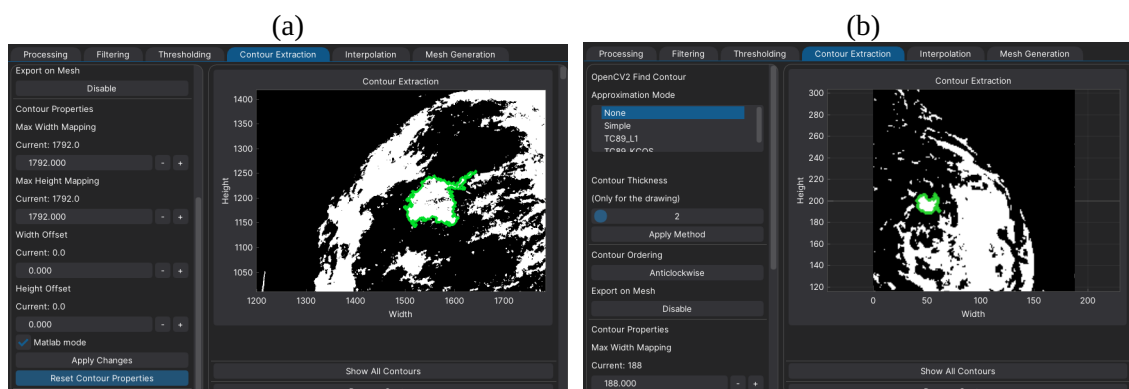 (a)
Processing Filtering Thresholding Contour Extraction Interpolation Mesh Generation
Export on Mesh
Disable
Contour Properties
Max Width Mapping
Current: 1792.0
1792.000 - +
Max Height Mapping
Current: 1792.0
1792.000 - +
Width Offset
Current: 0.0
0.000 - +
Height Offset
Current: 0.0
0.000 - +
Matlab mode
Apply Changes
Reset Contour Properties
Contour Extraction
Height
1400
1350
1300
1250
1200
1150
1100
1050
1200 1300 1400 1500 1600 1700
Width
Show All Contours
(b)
Processing Filtering Thresholding Contour Extraction Interpolation Mesh Generation
OpenCV2 Find Contour
Approximation Mode
None
Simple
TC89_L1
TC89_KCOS
Contour Thickness
(Only for the drawing)
2
Apply Method
Contour Ordering
Anticlockwise
Export on Mesh
Disable
Contour Properties
Max Width Mapping
Current: 188
188.000 - +
Contour Extraction
Height
300
280
260
240
220
200
180
160
140
120
0 50 100 150 200
Width
Show All Contours